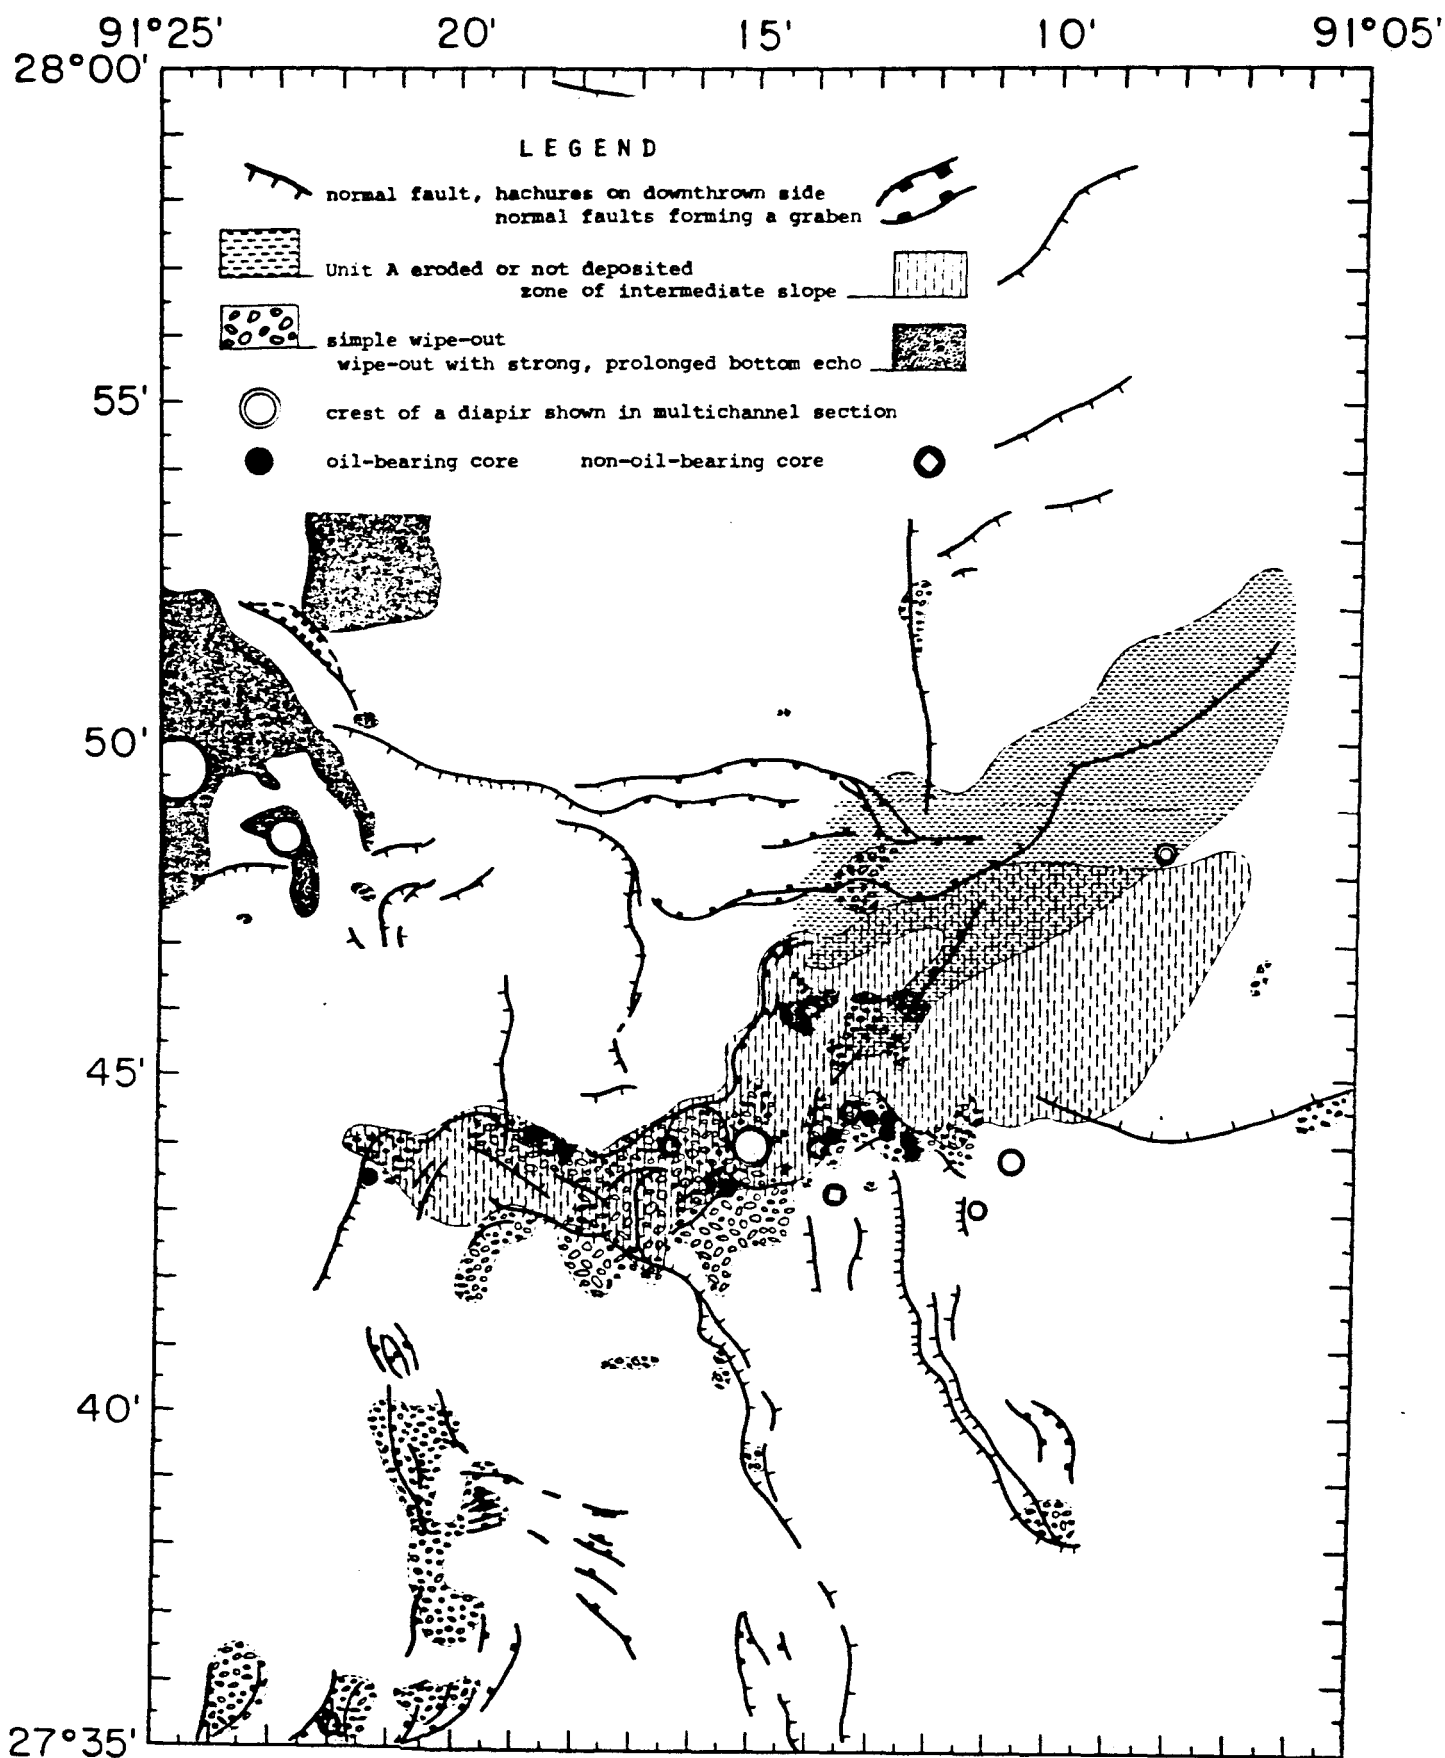 91°25' 20' 15' 10' 91°05'
28°00'
LEGEND
normal fault, hachures on downthrown side
normal faults forming a graben
Unit A eroded or not deposited
zone of intermediate slope
simple wipe-out
wipe-out with strong, prolonged bottom echo
55'
crest of a diapir shown in multichannel section
oil-bearing core non-oil-bearing core
50'
45'
40'
27°35'